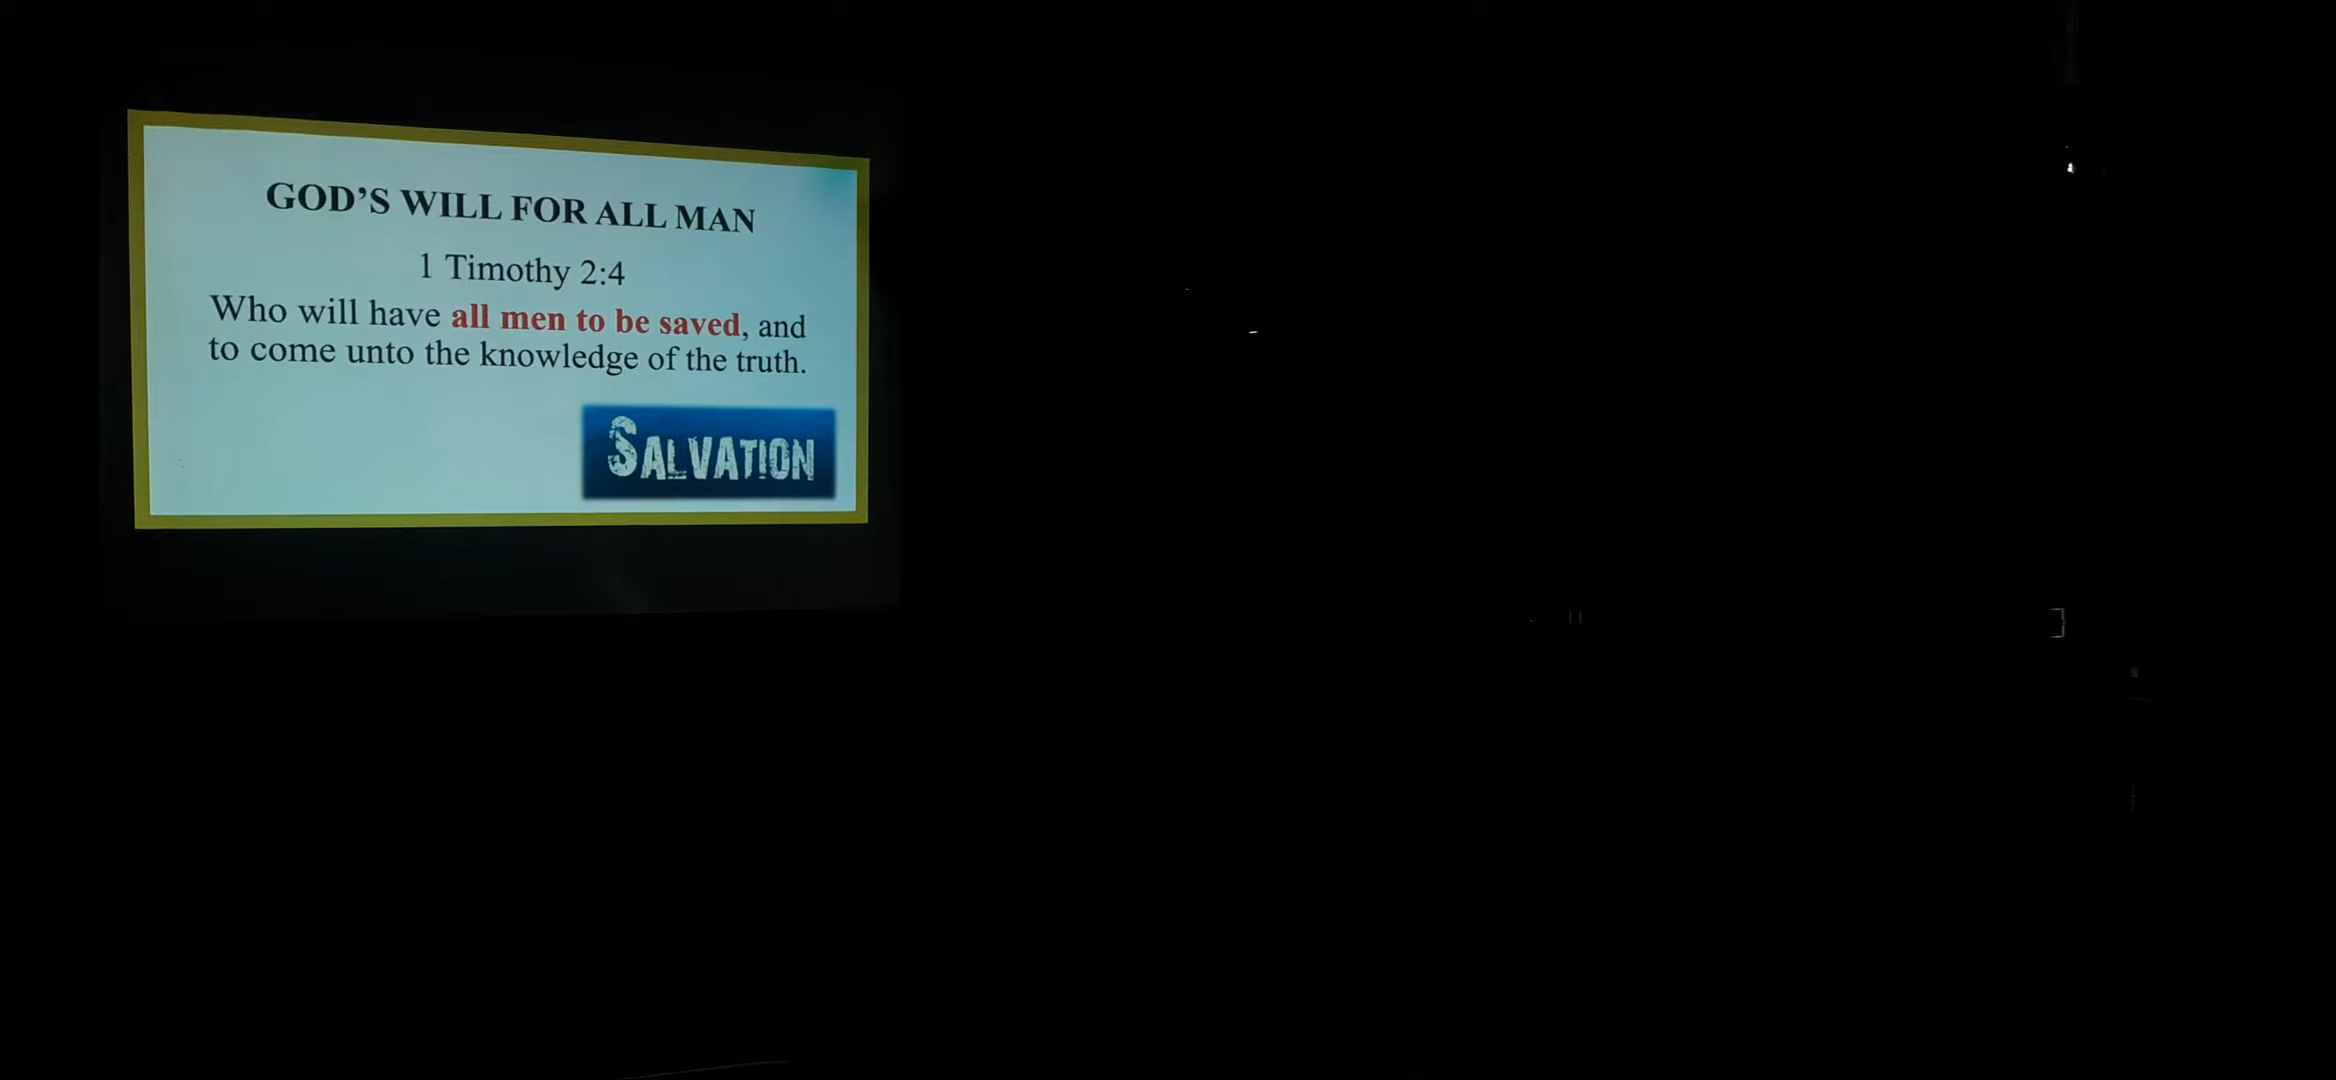 GOD'S WILL FOR ALL MAN
1 Timothy 2:4
Who will have all men to be saved, and
to come unto the knowledge of the truth.
SALVATION